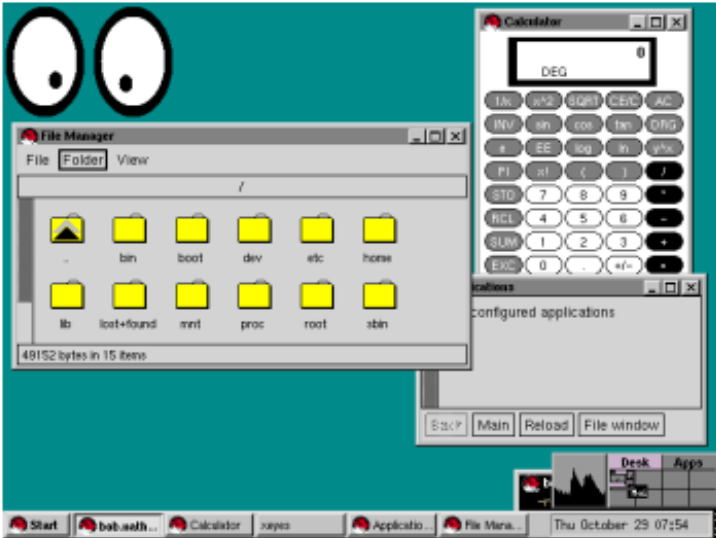 Calculator
0
DEG
1/x x^2 SQRT CE/C AC
INV sin cos tan DRG
e EE log ln y^x
PI x! ( ) /
STO 7 8 9 *
RCL 4 5 6 -
SUM 1 2 3 +
EXC 0 . +/- =
File Manager
File Folder View
/
..
bin boot dev etc home
lib lost+found mnt proc root sbin
49152 bytes in 15 items
configured applications
Back Main Reload File window
Desk Apps
Start bob.nath... Calculator xeyes Applicatio... File Mana... Thu October 29 07:54